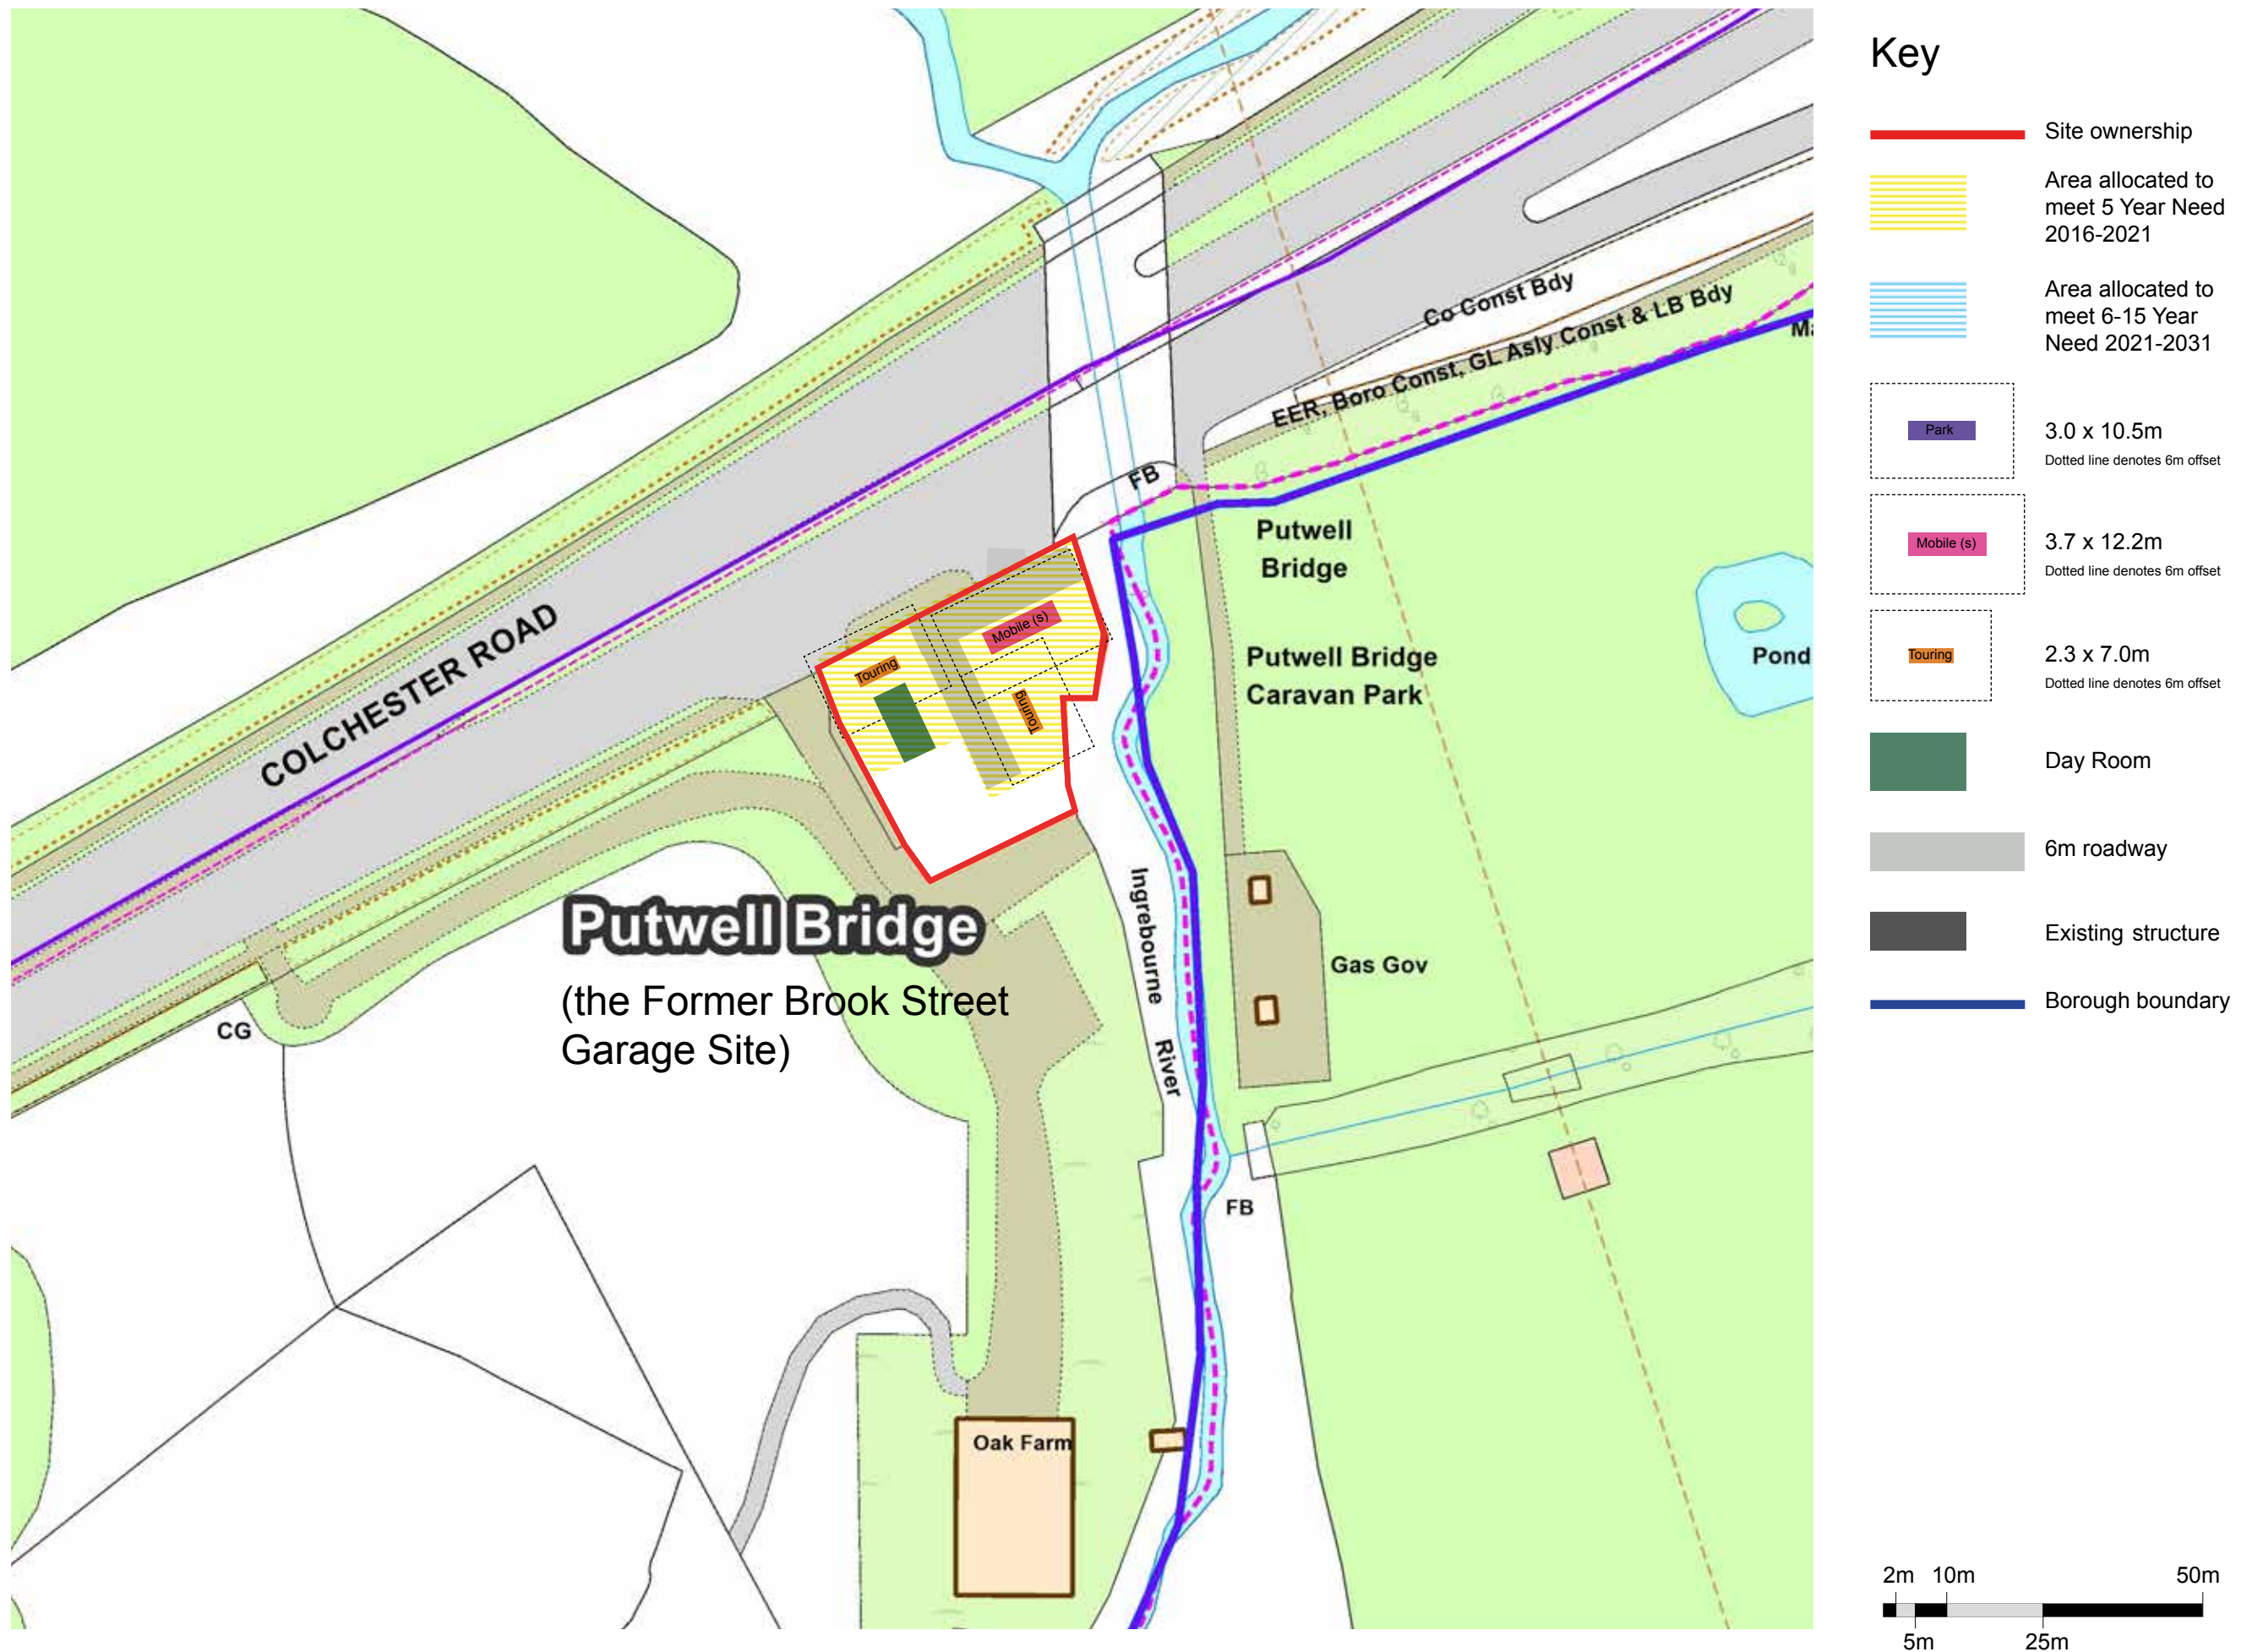 Key
Site ownership
Area allocated to
meet 5 Year Need
2016-2021
Area allocated to
meet 6-15 Year
Need 2021-2031
Park
3.0 x 10.5m
Dotted line denotes 6m offset
Mobile (s)
3.7 x 12.2m
Dotted line denotes 6m offset
Touring
2.3 x 7.0m
Dotted line denotes 6m offset
Day Room
6m roadway
Existing structure
Borough boundary
2m 10m 50m
5m 25m
Co Const Bdy
EER, Boro Const, GL Asly Const & LB Bdy
FB
Putwell
Bridge
Putwell Bridge
Caravan Park
Pond
COLCHESTER ROAD
Mobile (s)
Touring
Touring
Putwell Bridge
(the Former Brook Street
Garage Site)
Ingrebourne River
Gas Gov
CG
FB
Oak Farm